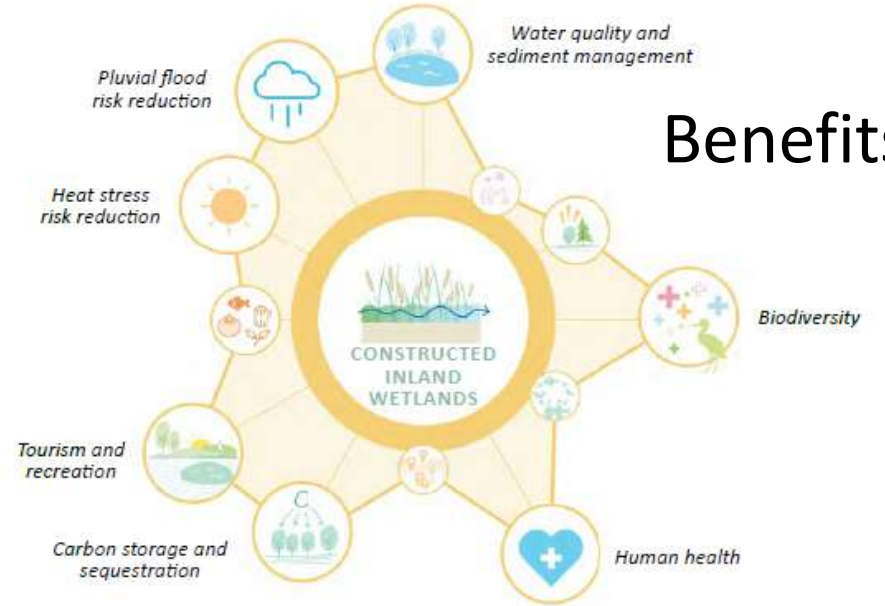 Water quality and
sediment management
Pluvial flood
risk reduction
Benefits
Heat stress
risk reduction
Biodiversity
CONSTRUCTED
INLAND
WETLANDS
Tourism and
recreation
C
Carbon storage and
sequestration
Human health